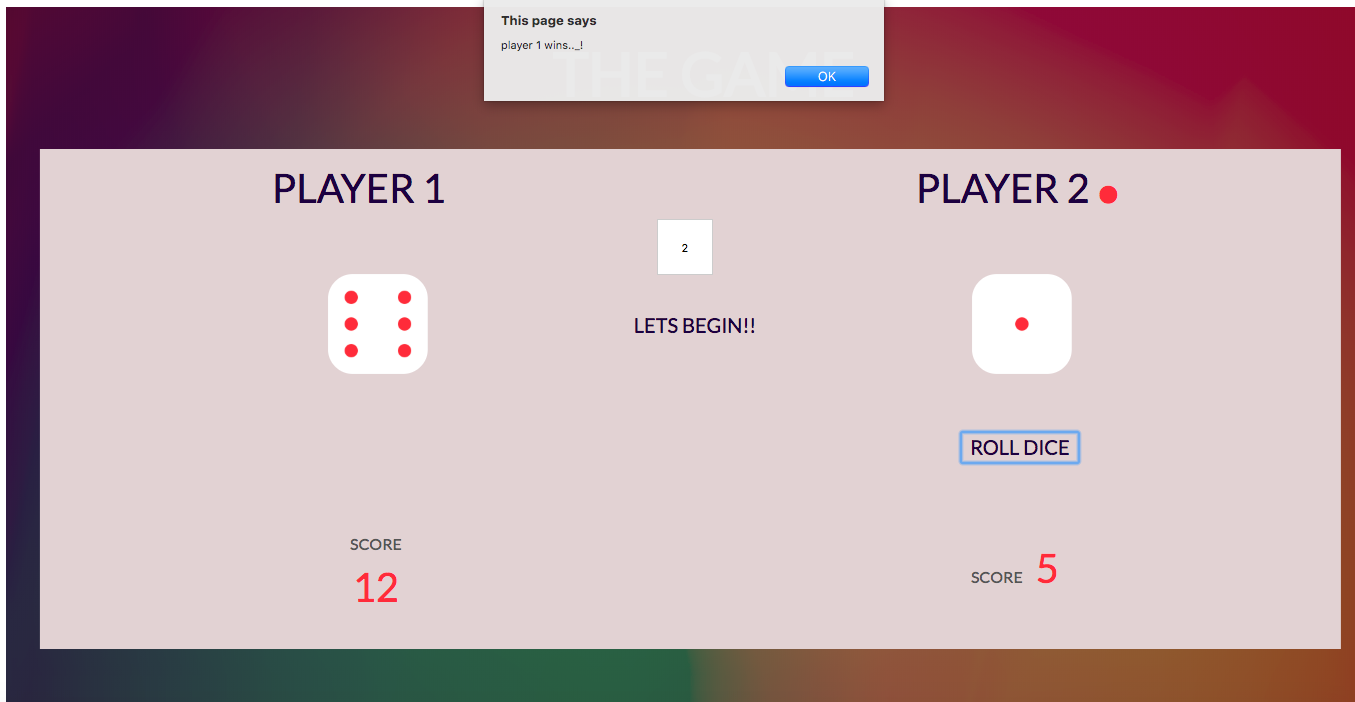 This page says
player 1 wins.._!
OK
THE GAME
PLAYER 1
PLAYER 2
2
LETS BEGIN!!
ROLL DICE
SCORE
12
SCORE 5